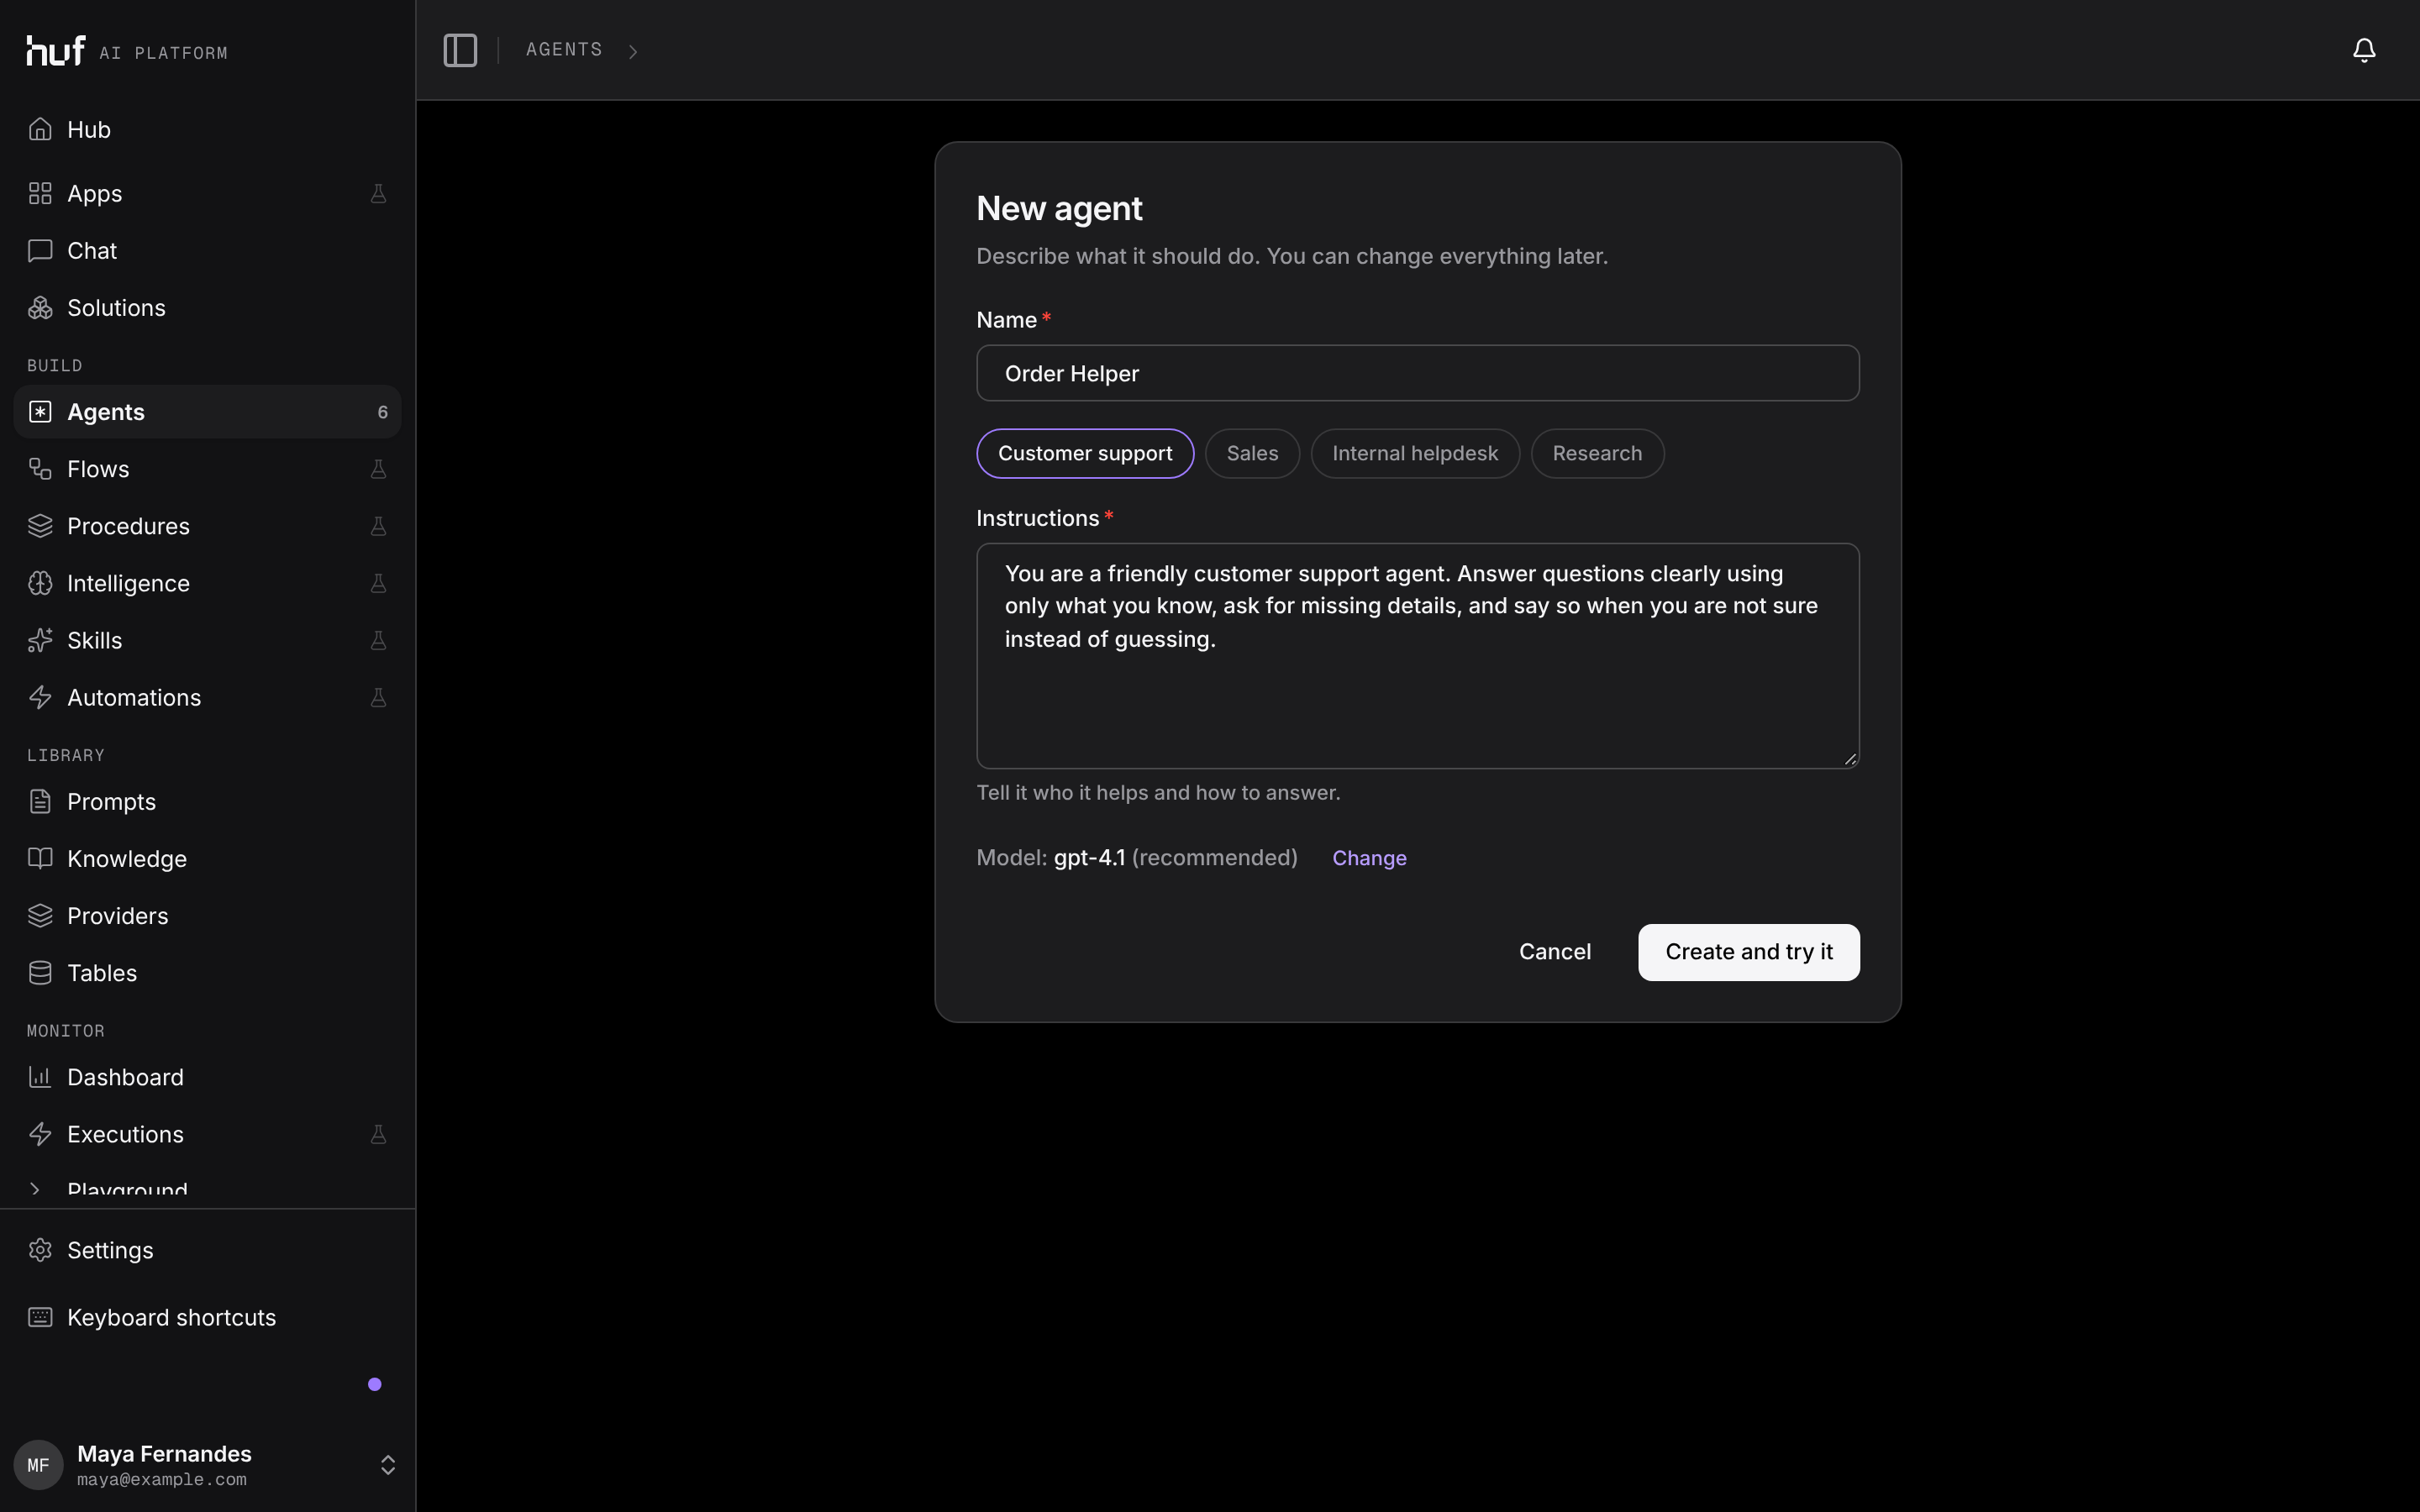 huf AI PLATFORM
Hub
Apps
Chat
Solutions
BUILD
Agents 6
Flows
Procedures
Intelligence
Skills
Automations
LIBRARY
Prompts
Knowledge
Providers
Tables
MONITOR
Dashboard
Executions
Playground
Settings
Keyboard shortcuts
MF
Maya Fernandes
maya@example.com
AGENTS
New agent
Describe what it should do. You can change everything later.
Name *
Order Helper
Customer support Sales Internal helpdesk Research
Instructions *
You are a friendly customer support agent. Answer questions clearly using
only what you know, ask for missing details, and say so when you are not sure
instead of guessing.
Tell it who it helps and how to answer.
Model: gpt-4.1 (recommended) Change
Cancel Create and try it